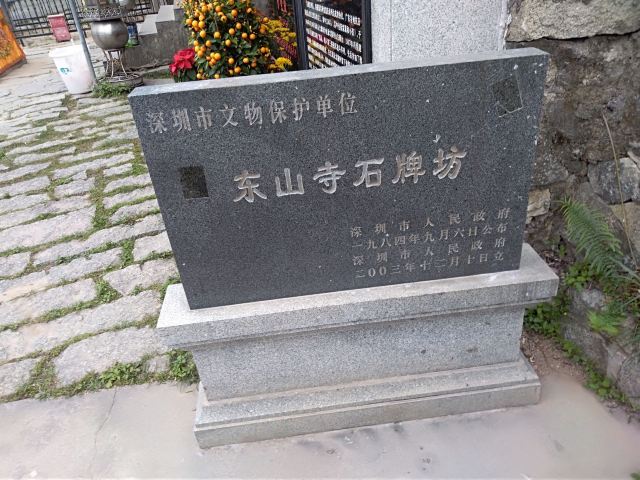 深圳市文物保护单位
东山寺石牌坊
深圳市人民政府
一九八四年九月六日公布
深圳市人民政府
二00三年十二月十日立